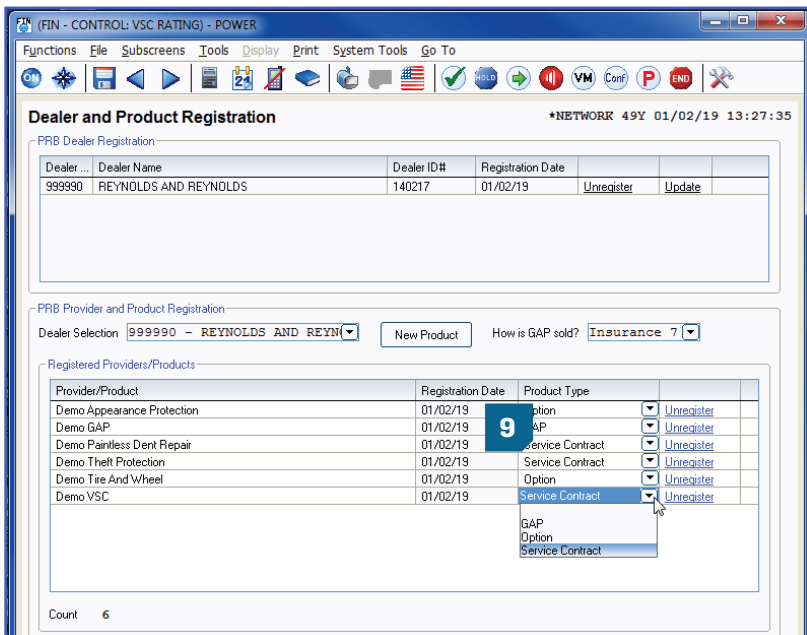 FIN (FIN - CONTROL: VSC RATING) - POWER
Functions File Subscreens Tools Display Print System Tools Go To
ON 21 HOLD VM Conf P END
Dealer and Product Registration *NETWORK 49Y 01/02/19 13:27:35
PRB Dealer Registration
Dealer ... Dealer Name Dealer ID# Registration Date
999990 REYNOLDS AND REYNOLDS 140217 01/02/19 Unregister Update
PRB Provider and Product Registration
Dealer Selection 999990 - REYNOLDS AND REYN New Product How is GAP sold? Insurance 7
Registered Providers/Products
Provider/Product Registration Date Product Type
Demo Appearance Protection 01/02/19 ption Unregister
9
Demo GAP 01/02/19 AP Unregister
Demo Paintless Dent Repair 01/02/19 Service Contract Unregister
Demo Theft Protection 01/02/19 Service Contract Unregister
Demo Tire And Wheel 01/02/19 Option Unregister
Demo VSC 01/02/19 Service Contract Unregister
GAP
Option
Service Contract
Count 6